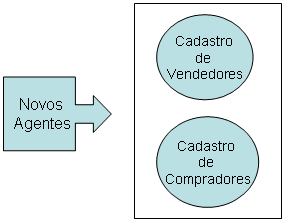 Novos
Agentes
Cadastro
de
Vendedores
Cadastro
de
Compradores